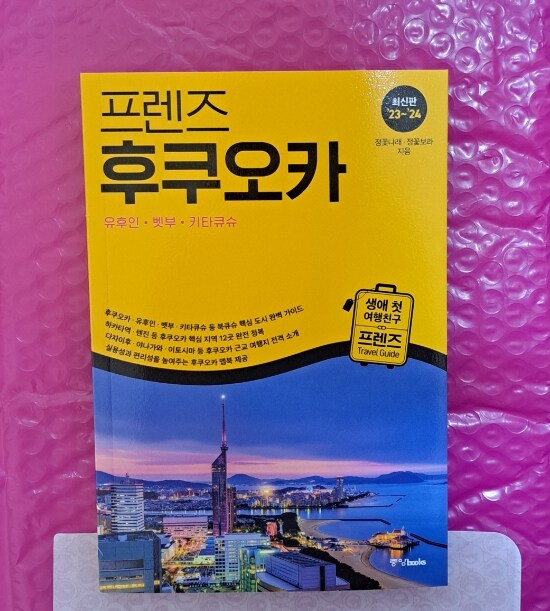 프렌즈
후쿠오카
유후인 • 벳부 • 키타큐슈
최신판
'23~'24
정꽃나래 · 정꽃보라
지음
후쿠오카 · 유후인 · 벳부 · 키타큐슈 등 북큐슈 핵심 도시 완벽 가이드
하카타역 · 텐진 등 후쿠오카 핵심 지역 12곳 완전 정복
다자이후 · 야나가와 · 이토시마 등 후쿠오카 근교 여행지 전격 소개
실용성과 편리성을 높여주는 후쿠오카 맵북 제공
생애 첫
여행친구
프렌즈
Travel Guide
중앙books